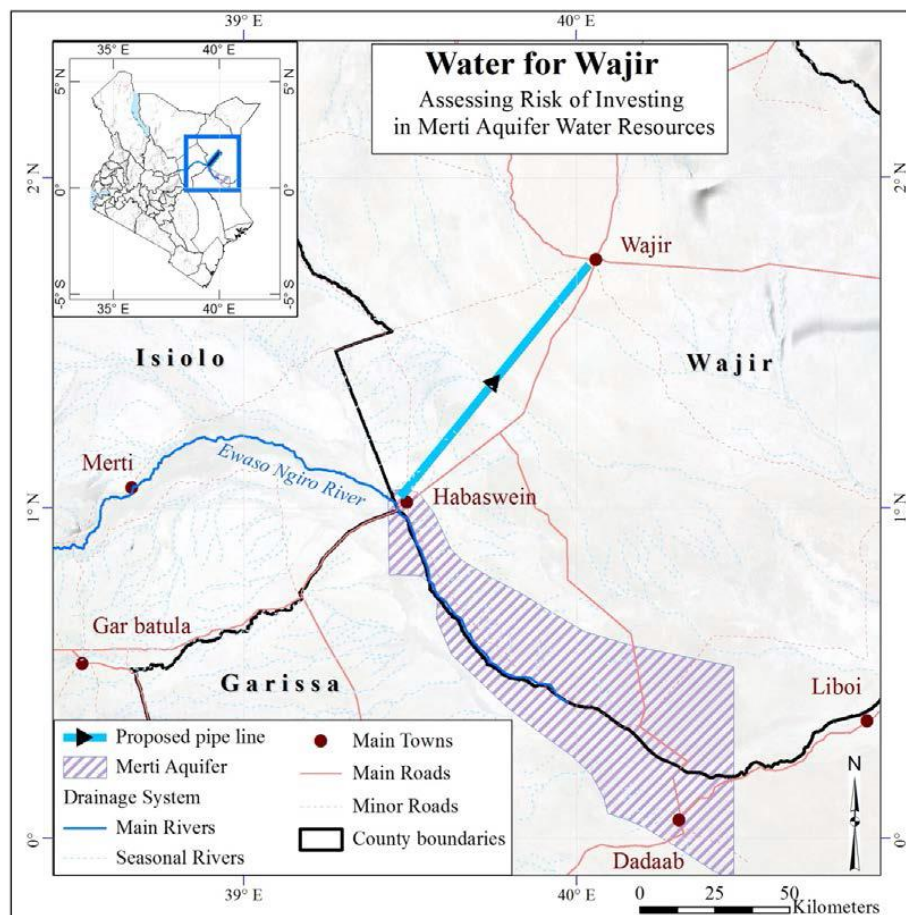 39° E
40° E
Water for Wajir
Assessing Risk of Investing
in Merti Aquifer Water Resources
35° E
40° E
5°N
5°N
0°
0°
5°S
5°S
35° E
40° E
2°N
2°N
Wajir
Isiolo
Wajir
Merti
Ewaso Ngiro River
Habaswein
1°N
1°N
Gar batula
Garissa
Liboi
Dadaab
0°
0°
Proposed pipe line
Merti Aquifer
Drainage System
Main Rivers
Seasonal Rivers
Main Towns
Main Roads
Minor Roads
County boundaries
N
0 25 50
Kilometers
39° E
40° E